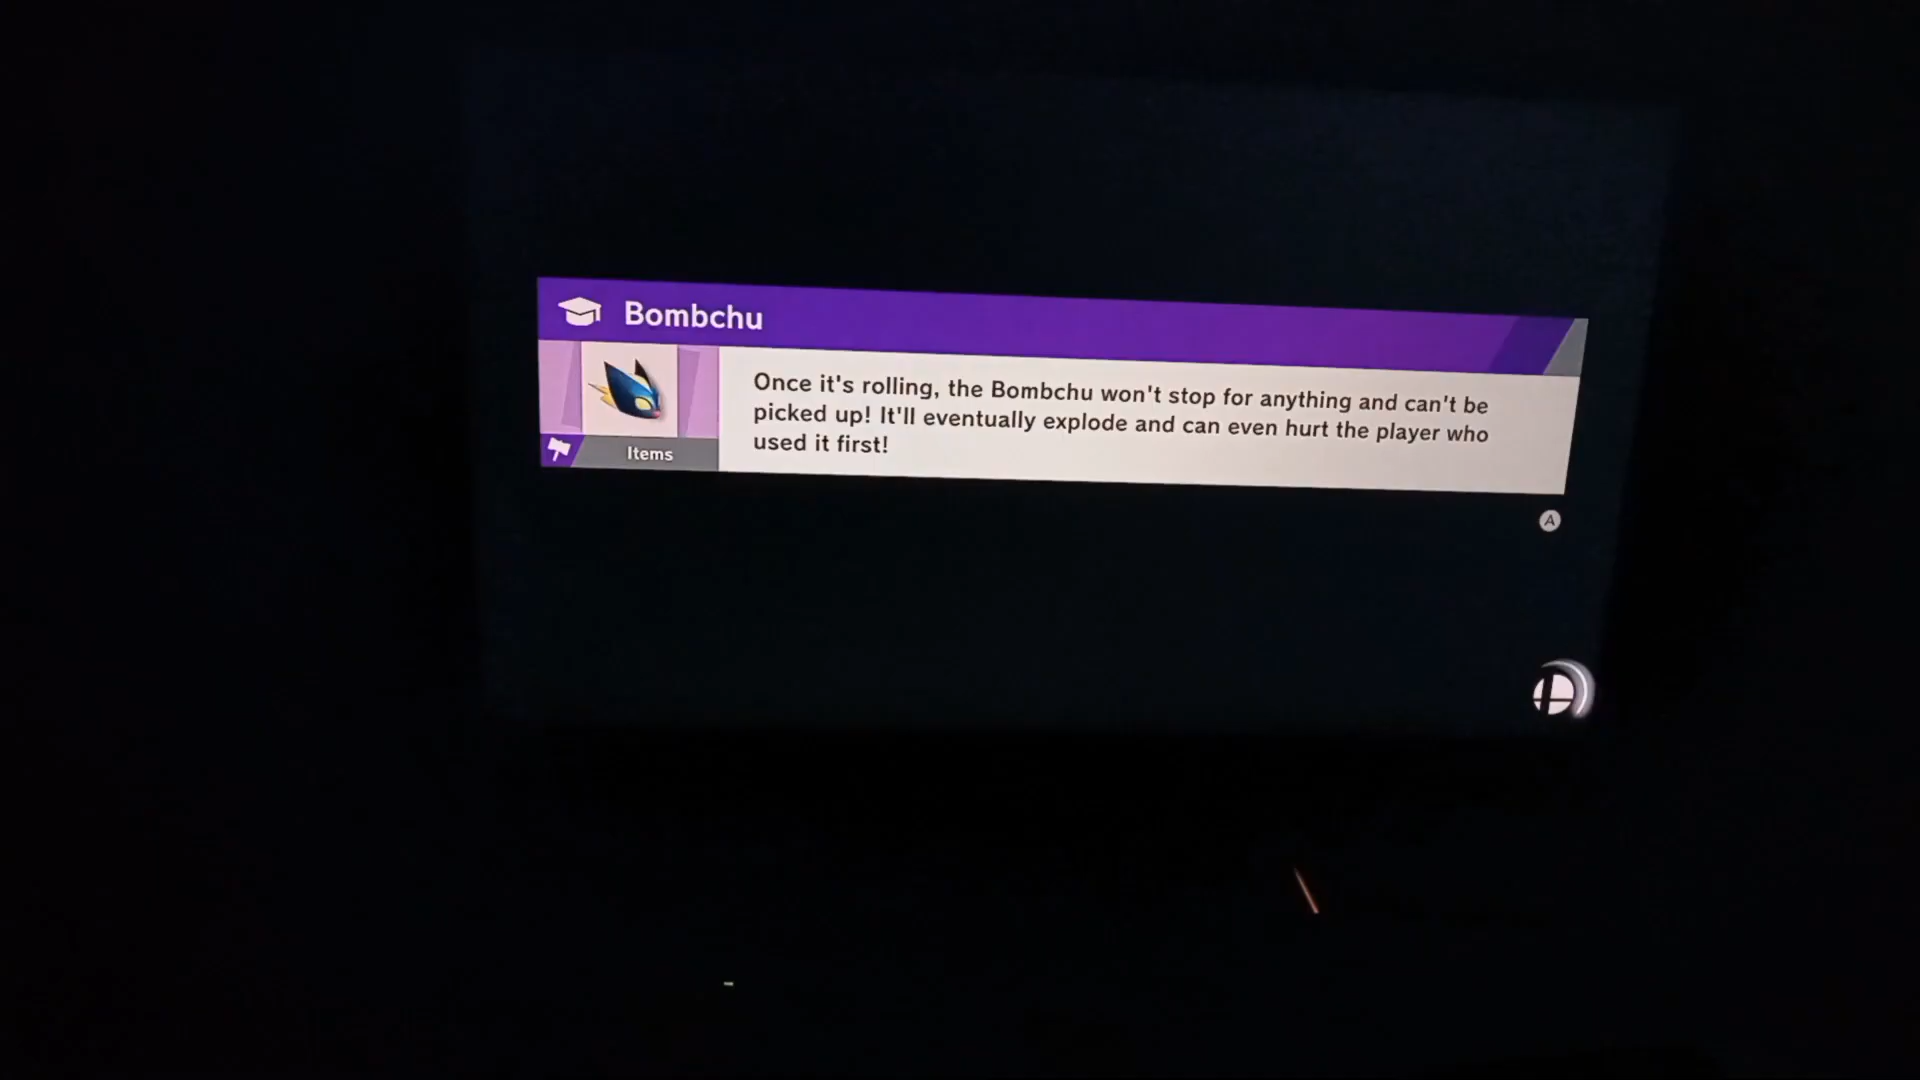 Bombchu
Once it's rolling, the Bombchu won't stop for anything and can't be
picked up! It'll eventually explode and can even hurt the player who
used it first!
Items
A